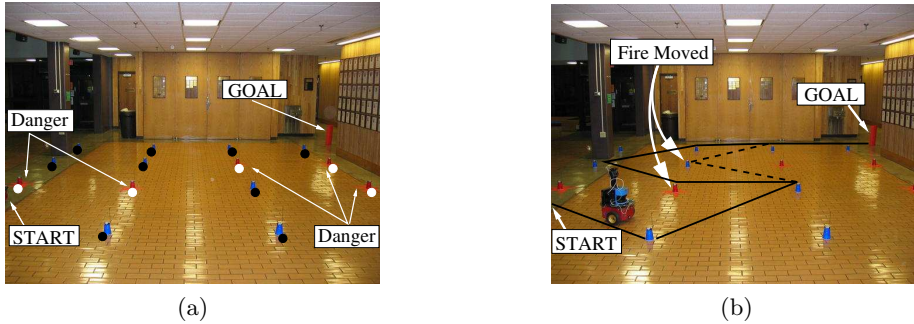 GOAL
Danger
START
Danger
(a)
Fire Moved
GOAL
START
(b)